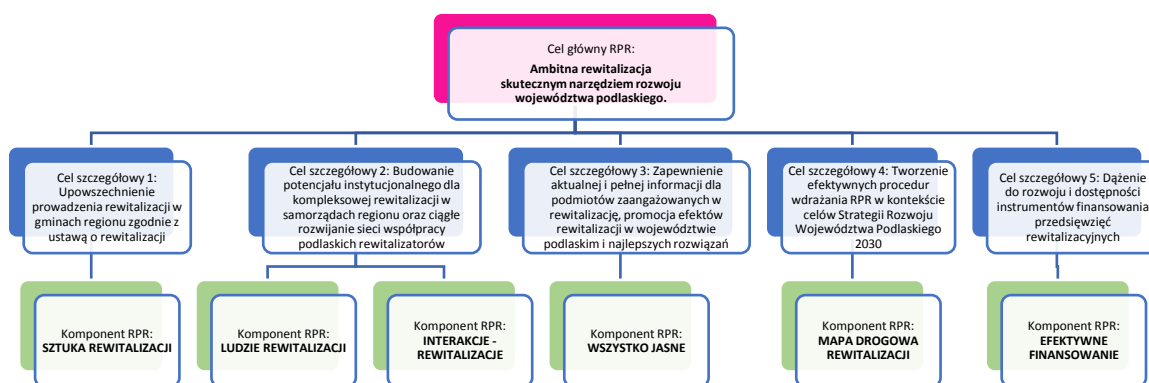 Cel główny RPR:
Ambitna rewitalizacja
skutecznym narzędziem rozwoju
województwa podlaskiego.
Cel szczegółowy 1:
Upowszechnienie
prowadzenia rewitalizacji w
gminach regionu zgodnie z
ustawą o rewitalizacji
Cel szczegółowy 2: Budowanie
potencjału instytucjonalnego dla
kompleksowej rewitalizacji w
samorządach regionu oraz ciągłe
rozwijanie sieci współpracy
podlaskich rewitalizatorów
Cel szczegółowy 3: Zapewnienie
aktualnej i pełnej informacji dla
podmiotów zaangażowanych w
rewitalizację, promocja efektów
rewitalizacji w województwie
podlaskim i najlepszych rozwiązań
Cel szczegółowy 4: Tworzenie
efektywnych procedur
wdrażania RPR w kontekście
celów Strategii Rozwoju
Województwa Podlaskiego
2030
Cel szczegółowy 5: Dążenie
do rozwoju i dostępności
instrumentów finansowania
przedsięwzięć
rewitalizacyjnych
Komponent RPR:
SZTUKA REWITALIZACJI
Komponent RPR:
LUDZIE REWITALIZACJI
Komponent RPR:
INTERAKCJE -
REWITALIZACJE
Komponent RPR:
WSZYSTKO JASNE
Komponent RPR:
MAPA DROGOWA
REWITALIZACJI
Komponent RPR:
EFEKTYWNE
FINANSOWANIE